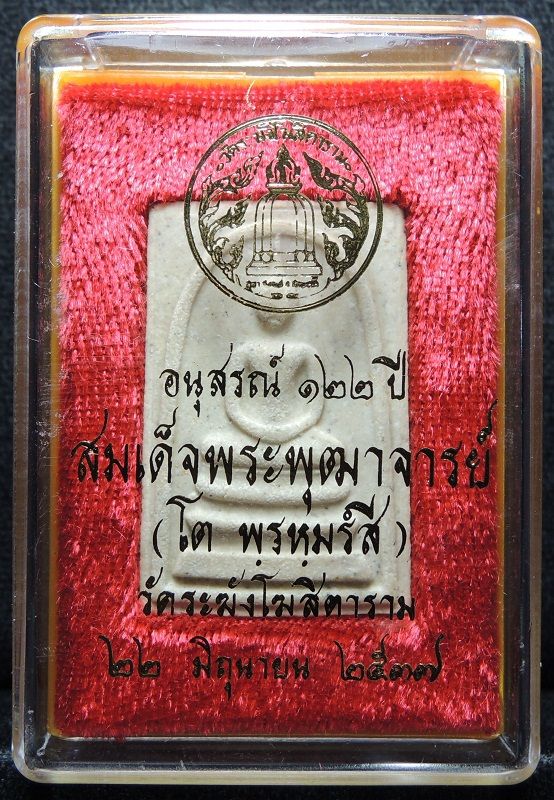 อนุสรณ์ ๑๒๒ ปี
สมเด็จพระพุฒาจารย์
( โต พฺรหฺมรํสี )
วัดระฆังโฆสิตาราม
๒๒ มิถุนายน ๒๕๓๗